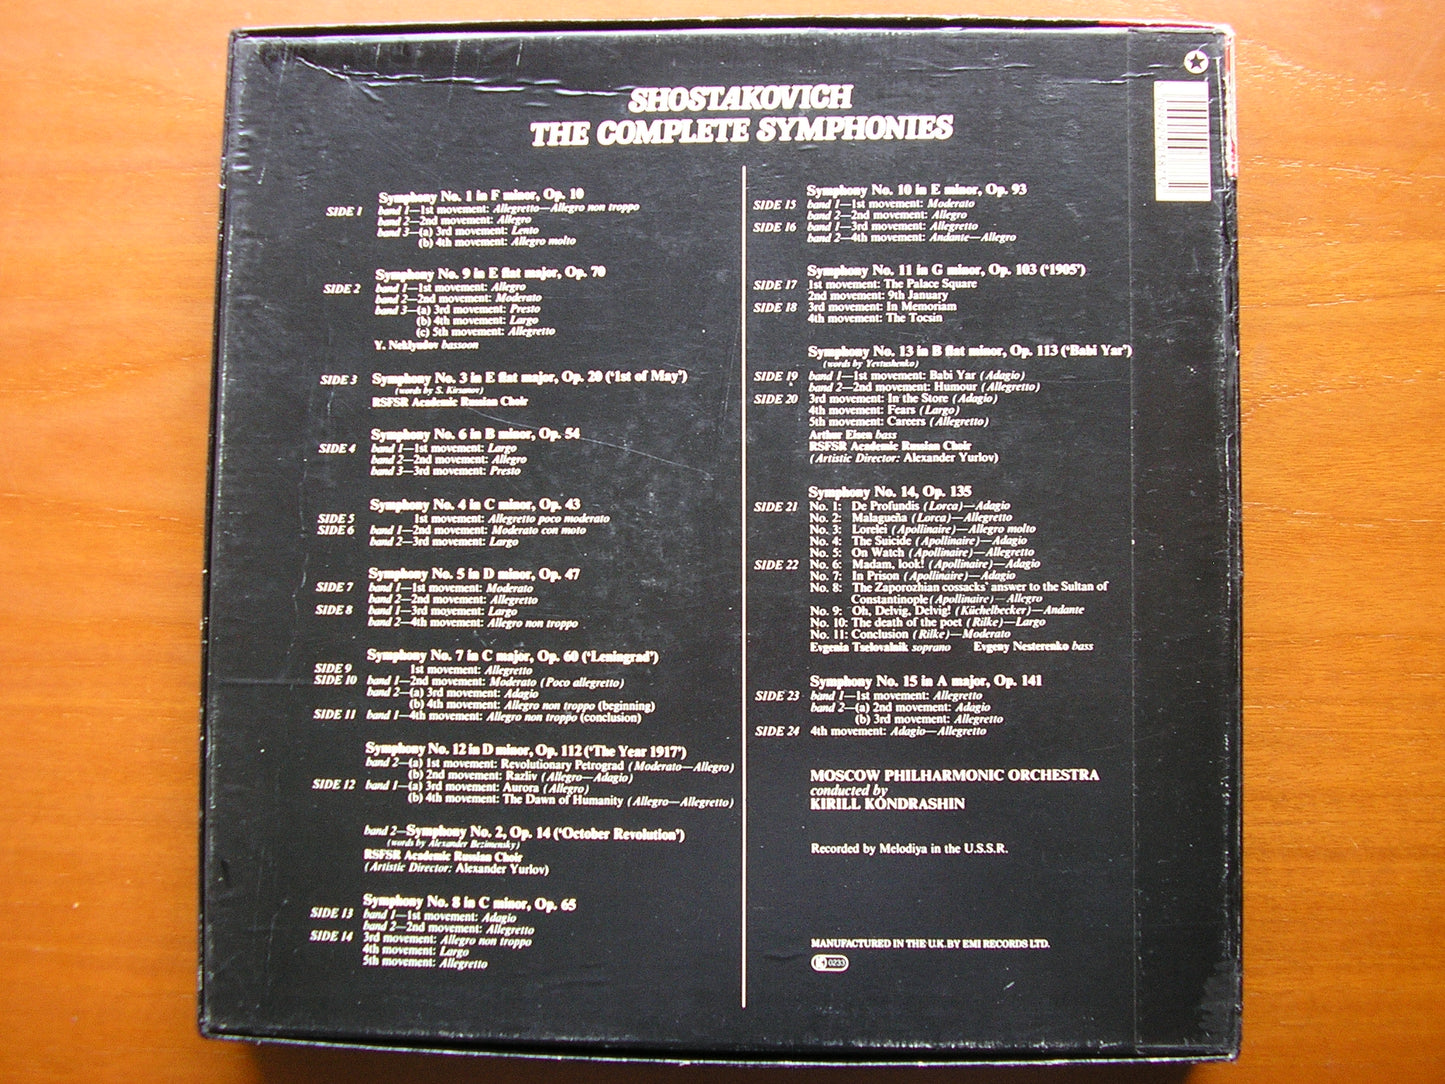 SHOSTAKOVICH
THE COMPLETE SYMPHONIES
Symphony No. 1 in F minor, Op. 10
SIDE 1 band 1—1st movement: Allegretto—Allegro non troppo
band 2—2nd movement: Allegro
band 3—(a) 3rd movement: Lento
(b) 4th movement: Allegro molto
Symphony No. 9 in E flat major, Op. 70
SIDE 2 band 1—1st movement: Allegro
band 2—2nd movement: Moderato
band 3—(a) 3rd movement: Presto
(b) 4th movement: Largo
(c) 5th movement: Allegretto
Y. Neklyudov bassoon
SIDE 3 Symphony No. 3 in E flat major, Op. 20 (‘1st of May’)
(words by S. Kirsanov)
RSFSR Academic Russian Choir
Symphony No. 6 in B minor, Op. 54
SIDE 4 band 1—1st movement: Largo
band 2—2nd movement: Allegro
band 3—3rd movement: Presto
Symphony No. 4 in C minor, Op. 43
SIDE 5 1st movement: Allegretto poco moderato
SIDE 6 band 1—2nd movement: Moderato con moto
band 2—3rd movement: Largo
Symphony No. 5 in D minor, Op. 47
SIDE 7 band 1—1st movement: Moderato
band 2—2nd movement: Allegretto
SIDE 8 band 1—3rd movement: Largo
band 2—4th movement: Allegro non troppo
Symphony No. 7 in C major, Op. 60 (‘Leningrad’)
SIDE 9 1st movement: Allegretto
SIDE 10 band 1—2nd movement: Moderato (Poco allegretto)
band 2—(a) 3rd movement: Adagio
(b) 4th movement: Allegro non troppo (beginning)
SIDE 11 band 1—4th movement: Allegro non troppo (conclusion)
Symphony No. 12 in D minor, Op. 112 (‘The Year 1917’)
band 2—(a) 1st movement: Revolutionary Petrograd (Moderato—Allegro)
(b) 2nd movement: Razliv (Allegro—Adagio)
SIDE 12 band 1—(a) 3rd movement: Aurora (Allegro)
(b) 4th movement: The Dawn of Humanity (Allegro—Allegretto)
band 2—Symphony No. 2, Op. 14 (‘October Revolution’)
(words by Alexander Bezimensky)
RSFSR Academic Russian Choir
(Artistic Director: Alexander Yurlov)
Symphony No. 8 in C minor, Op. 65
SIDE 13 band 1—1st movement: Adagio
band 2—2nd movement: Allegretto
SIDE 14 3rd movement: Allegro non troppo
4th movement: Largo
5th movement: Allegretto
Symphony No. 10 in E minor, Op. 93
SIDE 15 band 1—1st movement: Moderato
band 2—2nd movement: Allegro
SIDE 16 band 1—3rd movement: Allegretto
band 2—4th movement: Andante—Allegro
Symphony No. 11 in G minor, Op. 103 (‘1905’)
SIDE 17 1st movement: The Palace Square
2nd movement: 9th January
SIDE 18 3rd movement: In Memoriam
4th movement: The Tocsin
Symphony No. 13 in B flat minor, Op. 113 (‘Babi Yar’)
(words by Yevtushenko)
SIDE 19 band 1—1st movement: Babi Yar (Adagio)
band 2—2nd movement: Humour (Allegretto)
SIDE 20 3rd movement: In the Store (Adagio)
4th movement: Fears (Largo)
5th movement: Careers (Allegretto)
Arthur Eisen bass
RSFSR Academic Russian Choir
(Artistic Director: Alexander Yurlov)
Symphony No. 14, Op. 135
SIDE 21 No. 1: De Profundis (Lorca)—Adagio
No. 2: Malagueña (Lorca)—Allegretto
No. 3: Lorelei (Apollinaire)—Allegro molto
No. 4: The Suicide (Apollinaire)—Adagio
No. 5: On Watch (Apollinaire)—Allegretto
SIDE 22 No. 6: Madam, look! (Apollinaire)—Adagio
No. 7: In Prison (Apollinaire)—Adagio
No. 8: The Zaporozhian cossacks’ answer to the Sultan of
Constantinople (Apollinaire)—Allegro
No. 9: Oh, Delvig, Delvig! (Küchelbecker)—Andante
No. 10: The death of the poet (Rilke)—Largo
No. 11: Conclusion (Rilke)—Moderato
Evgenia Tselovalnik soprano Evgeny Nesterenko bass
Symphony No. 15 in A major, Op. 141
SIDE 23 band 1—1st movement: Allegretto
band 2—(a) 2nd movement: Adagio
(b) 3rd movement: Allegretto
SIDE 24 4th movement: Adagio—Allegretto
MOSCOW PHILHARMONIC ORCHESTRA
conducted by
KIRILL KONDRASHIN
Recorded by Melodiya in the U.S.S.R.
MANUFACTURED IN THE U.K. BY EMI RECORDS LTD.
K 0233